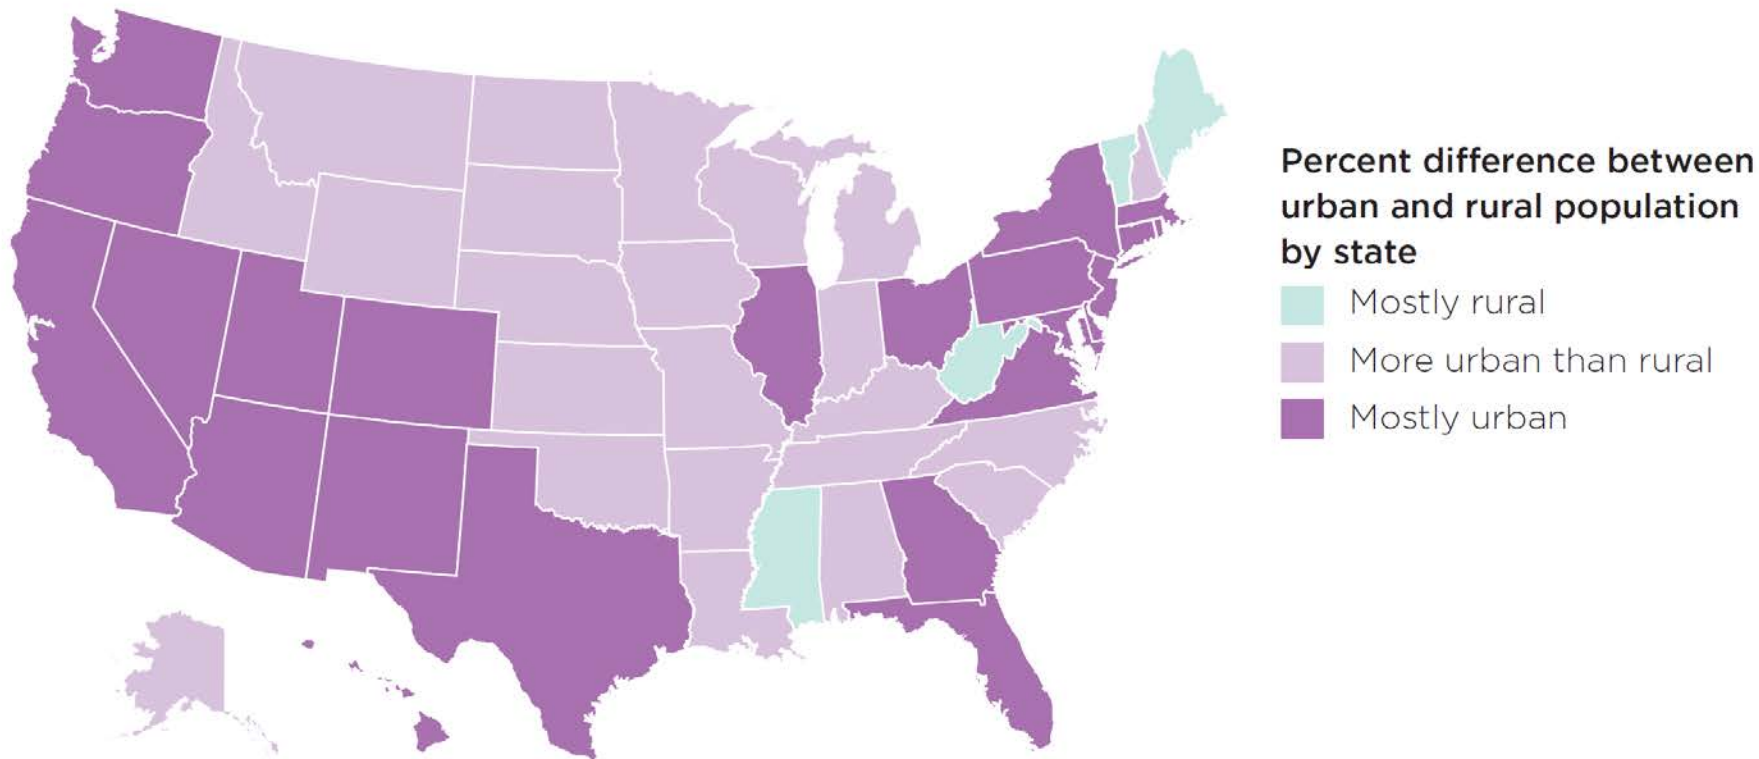 Percent difference between
urban and rural population
by state
Mostly rural
More urban than rural
Mostly urban